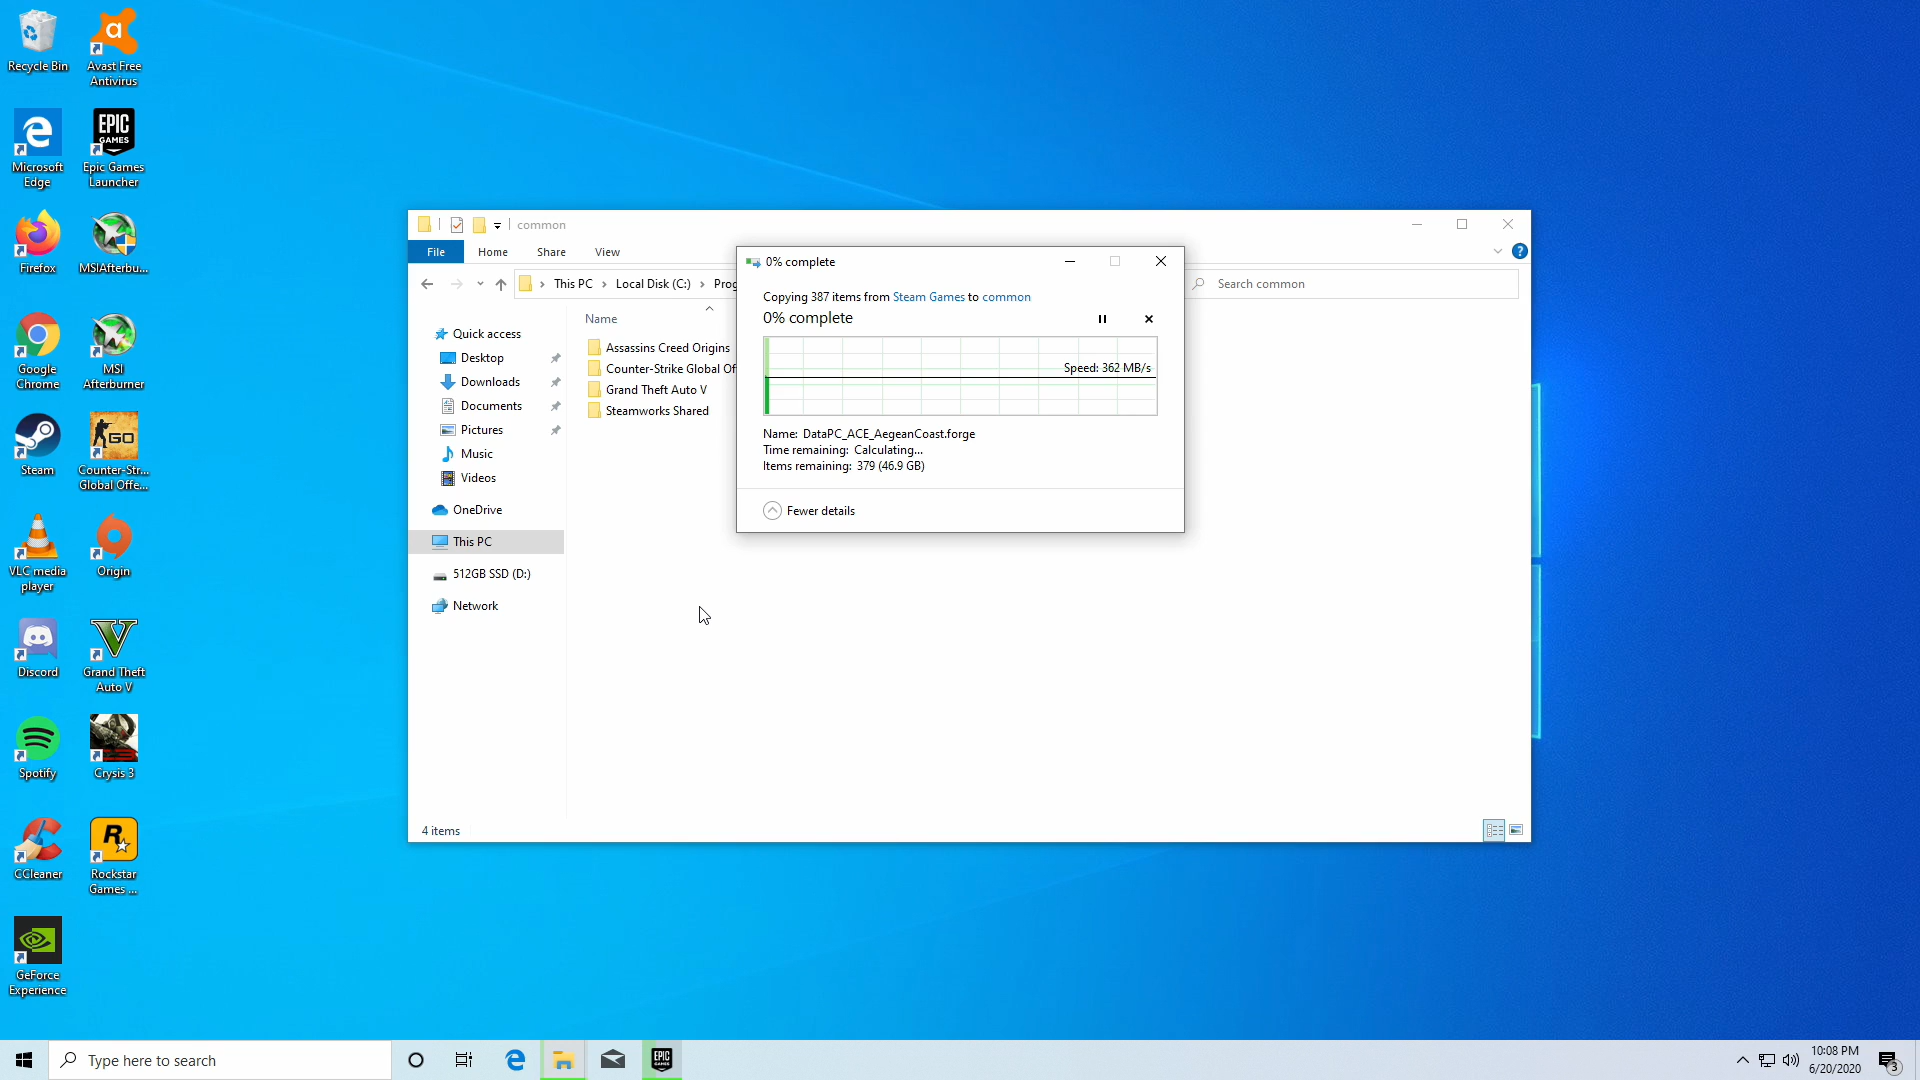 Recycle Bin
Avast Free
Antivirus
Microsoft
Edge
EPIC
GAMES
Epic Games
Launcher
Firefox
MSIAfterbu...
Google
Chrome
MSI
Afterburner
Steam
GO
Counter-Str...
Global Offe...
VLC media
player
Origin
Discord
Grand Theft
Auto V
Spotify
Crysis 3
CCleaner
Rockstar
Games ...
GeForce
Experience
common
File
Home
Share
View
This PC
Local Disk (C:)
Prog
Search common
Quick access
Desktop
Downloads
Documents
Pictures
Music
Videos
OneDrive
This PC
512GB SSD (D:)
Network
Name
Assassins Creed Origins
Counter-Strike Global Of
Grand Theft Auto V
Steamworks Shared
4 items
0% complete
Copying 387 items from Steam Games to common
0% complete
Speed: 362 MB/s
Name: DataPC_ACE_AegeanCoast.forge
Time remaining: Calculating...
Items remaining: 379 (46.9 GB)
Fewer details
Type here to search
EPIC
GAMES
10:08 PM
6/20/2020
3